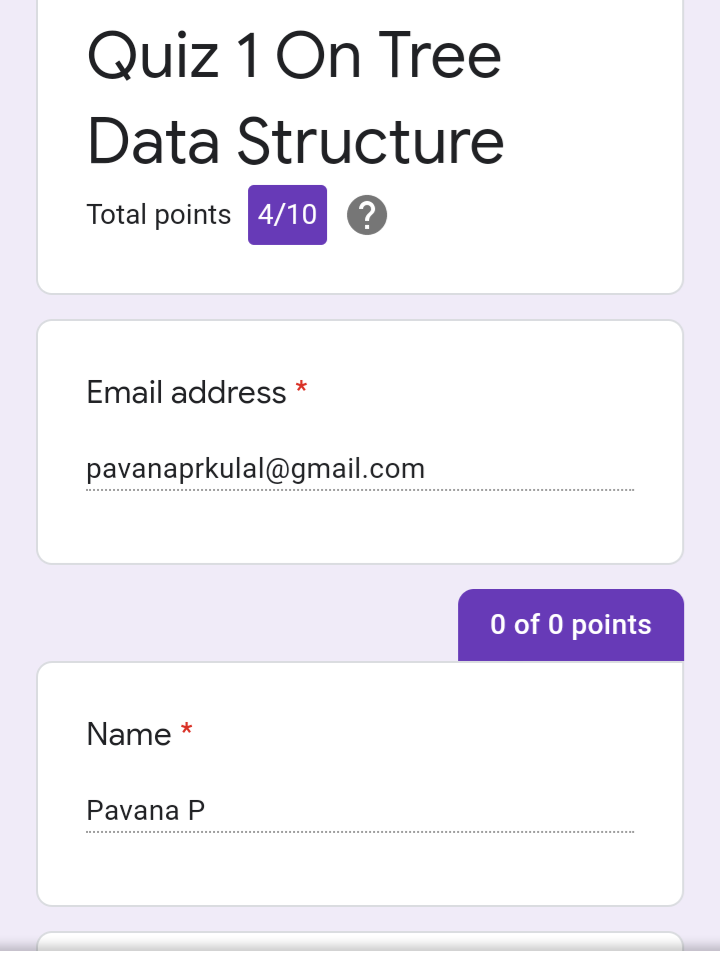 Quiz 1 On Tree
Data Structure
Total points 4/10 ?
Email address *
pavanaprkulal@gmail.com
0 of 0 points
Name *
Pavana P